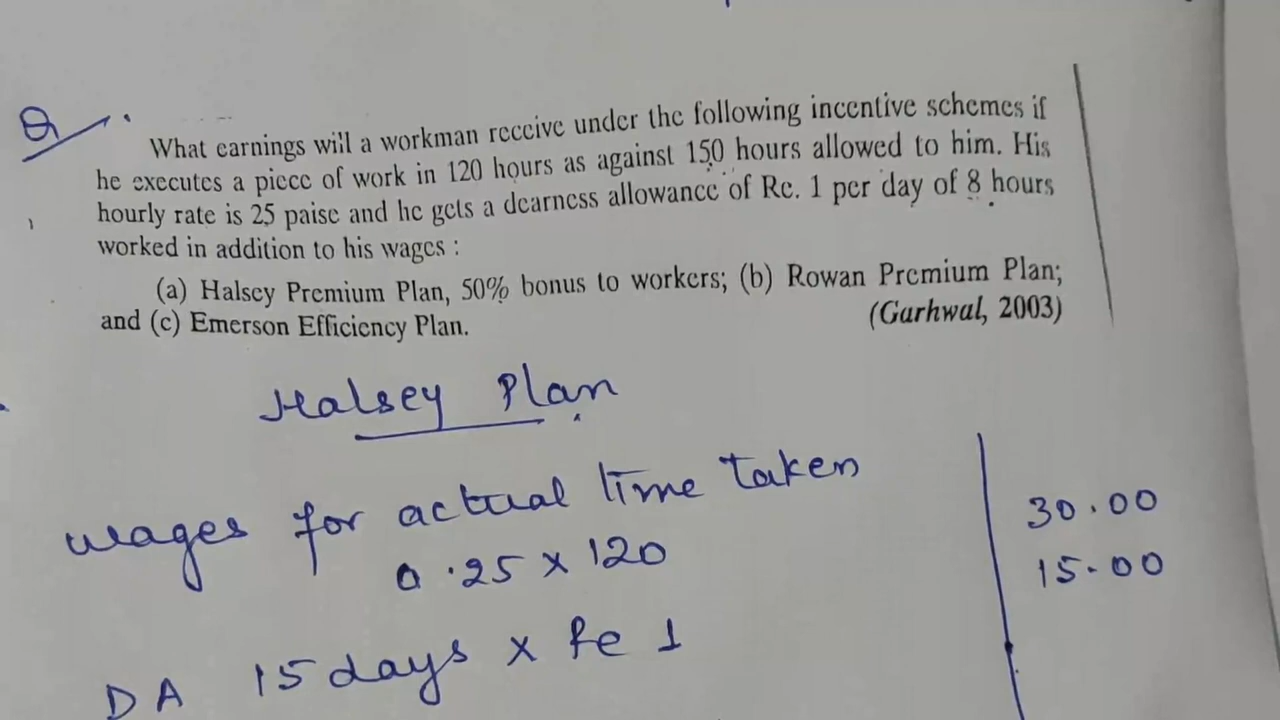 Q
What earnings will a workman receive under the following incentive schemes if
he executes a piece of work in 120 hours as against 150 hours allowed to him. His
hourly rate is 25 paise and he gets a dearness allowance of Re. 1 per day of 8 hours
worked in addition to his wages :
(a) Halsey Premium Plan, 50% bonus to workers; (b) Rowan Premium Plan;
and (c) Emerson Efficiency Plan. (Garhwal, 2003)
Halsey Plan
wages for actual time taken
0.25 x 120 30.00
DA 15 days x Re 1 15.00